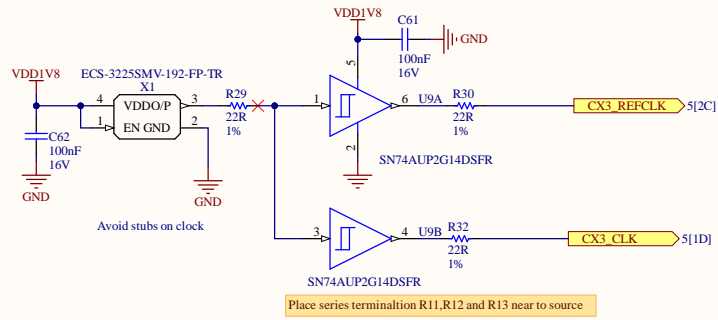 VDD1V8
C61
GND
100nF
16V
5
ECS-3225SMV-192-FP-TR
X1
VDD1V8
4
VDD
O/P
3
1
EN
GND
2
R29
22R
1%
1
6
U9A
R30
22R
1%
CX3_REFCLK
5[2C]
2
SN74AUP2G14DSFR
C62
100nF
16V
GND
GND
Avoid stubs on clock
3
4
U9B
R32
22R
1%
CX3_CLK
5[1D]
SN74AUP2G14DSFR
Place series terminaltion R11,R12 and R13 near to source